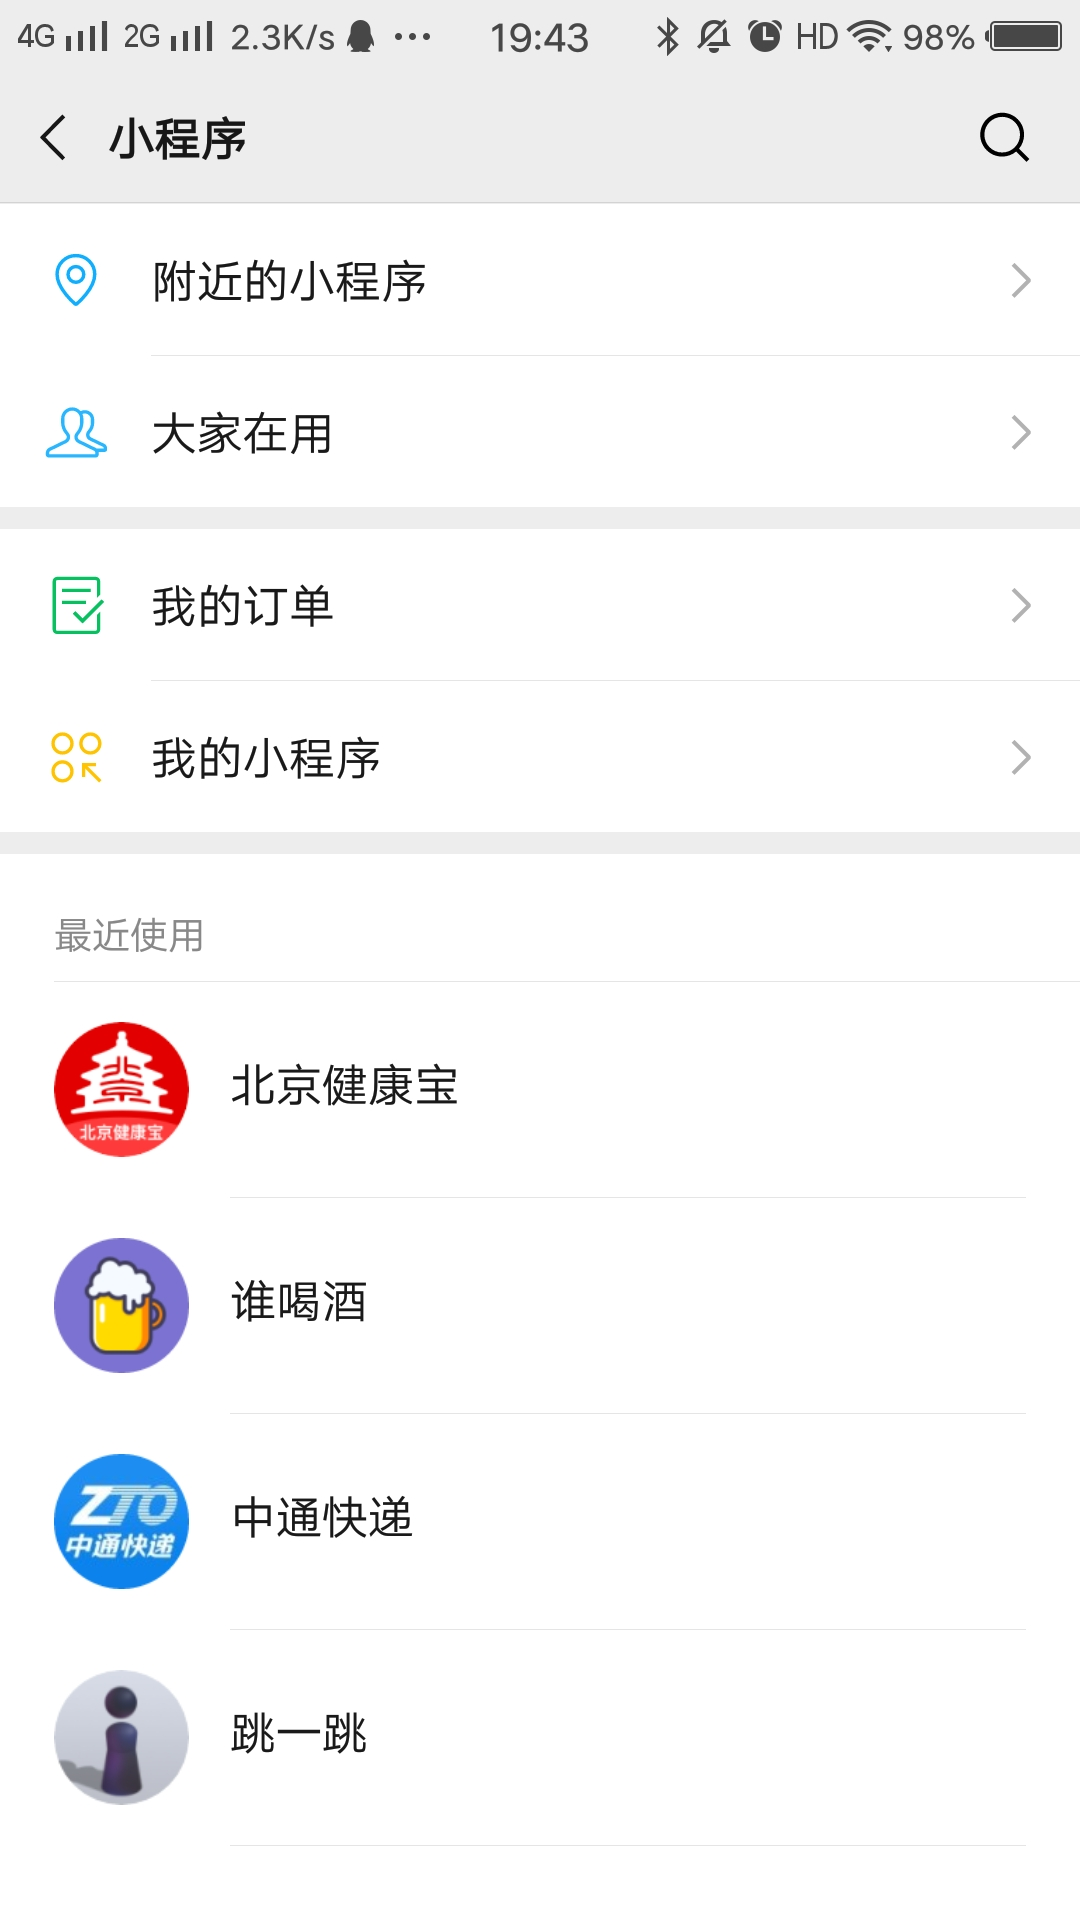 4G 2G 2.3K/s 19:43 HD 98%
小程序
附近的小程序
大家在用
我的订单
我的小程序
最近使用
北京健康宝
北京健康宝
谁喝酒
ZTO
中通快递
中通快递
跳一跳